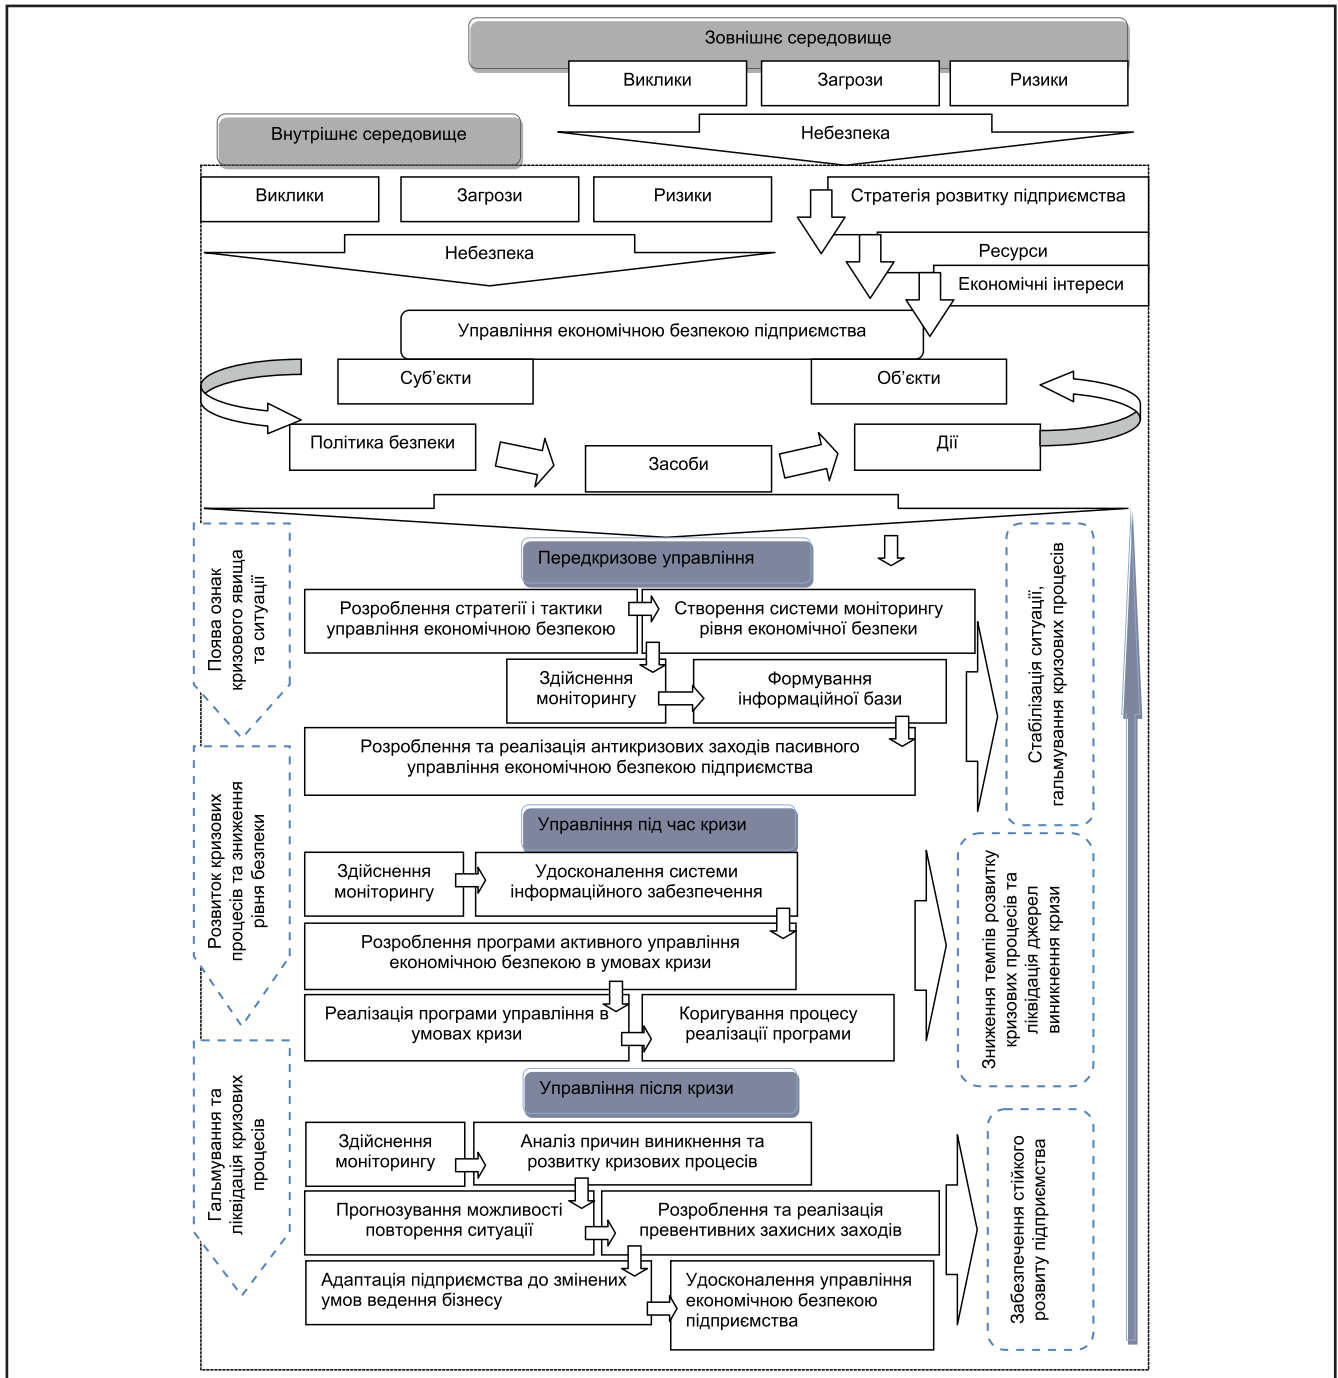 Зовнішнє середовище
Виклики
Загрози
Ризики
Небезпека
Внутрішнє середовище
Виклики
Загрози
Ризики
Небезпека
Стратегія розвитку підприємства
Ресурси
Економічні інтереси
Управління економічною безпекою підприємства
Суб’єкти
Об’єкти
Політика безпеки
Засоби
Дії
Поява ознак
кризового явища
та ситуації
Передкризове управління
Розроблення стратегії і тактики
управління економічною безпекою
Створення системи моніторингу
рівня економічної безпеки
Здійснення
моніторингу
Формування
інформаційної бази
Розроблення та реалізація антикризових заходів пасивного
управління економічною безпекою підприємства
Стабілізація ситуації,
гальмування кризових процесів
Розвиток кризових
процесів та зниження
рівня безпеки
Управління під час кризи
Здійснення
моніторингу
Удосконалення системи
інформаційного забезпечення
Розроблення програми активного управління
економічною безпекою в умовах кризи
Реалізація програми управління в
умовах кризи
Коригування процесу
реалізації програми
Зниження темпів розвитку
кризових процесів та
ліквідація джерел
виникнення кризи
Гальмування та
ліквідація кризових
процесів
Управління після кризи
Здійснення
моніторингу
Аналіз причин виникнення та
розвитку кризових процесів
Прогнозування можливості
повторення ситуації
Розроблення та реалізація
превентивних захисних заходів
Адаптація підприємства до змінених
умов ведення бізнесу
Удосконалення управління
економічною безпекою
підприємства
Забезпечення стійкого
розвиту підприємства